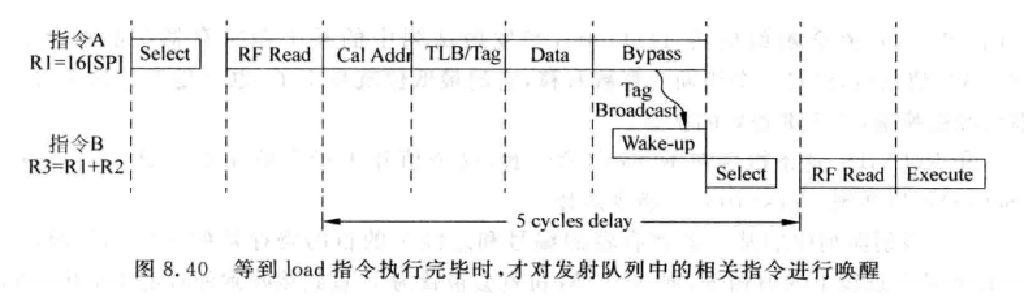 指令A
R1=16[SP]
Select
RF Read
Cal Addr
TLB/Tag
Data
Bypass
Tag
Broadcast
Wake-up
指令B
R3=R1+R2
Select
RF Read
Execute
5 cycles delay
图 8.40 等到 load 指令执行完毕时,才对发射队列中的相关指令进行唤醒